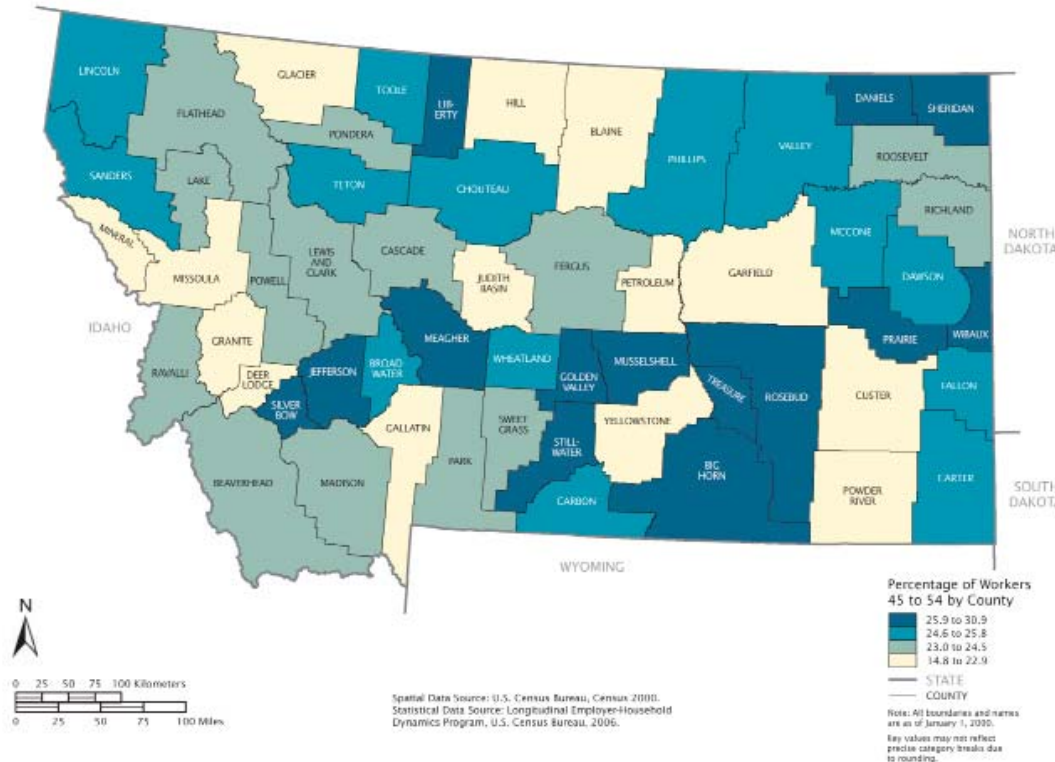 LINCOLN
GLACIER
TOOLE
LIB-
ERTY
HILL
BLAINE
DANIELS
SHERIDAN
FLATHEAD
PONDERA
PHILLIPS
VALLEY
ROOSEVELT
SANDERS
LAKE
TETON
CHOUTEAU
RICHLAND
MINERAL
MISSOULA
POWELL
LEWIS
AND
CLARK
CASCADE
JUDITH
BASIN
FERGUS
PETROLEUM
GARFIELD
MCCONE
DAWSON
NORTH
DAKOTA
IDAHO
GRANITE
DEER
LODGE
RAVALLI
SILVER
BOW
JEFFERSON
BROAD
WATER
MEAGHER
WHEATLAND
GOLDEN
VALLEY
MUSSELSHELL
TREASURE
ROSEBUD
PRAIRIE
WIBAUX
CUSTER
FALLON
BEAVERHEAD
MADISON
GALLATIN
PARK
SWEET
GRASS
STILL-
WATER
YELLOWSTONE
CARBON
BIG
HORN
POWDER
RIVER
CARTER
SOUTH
DAKOTA
WYOMING
Percentage of Workers
45 to 54 by County
25.9 to 30.9
24.6 to 25.8
23.0 to 24.5
14.8 to 22.9
STATE
COUNTY
Note: All boundaries and names
are as of January 1, 2000.
Key values may not reflect
precise category breaks due
to rounding.
N
0 25 50 75 100 Kilometers
0 25 50 75 100 Miles
Spatial Data Source: U.S. Census Bureau, Census 2000.
Statistical Data Source: Longitudinal Employer-Household
Dynamics Program, U.S. Census Bureau, 2006.